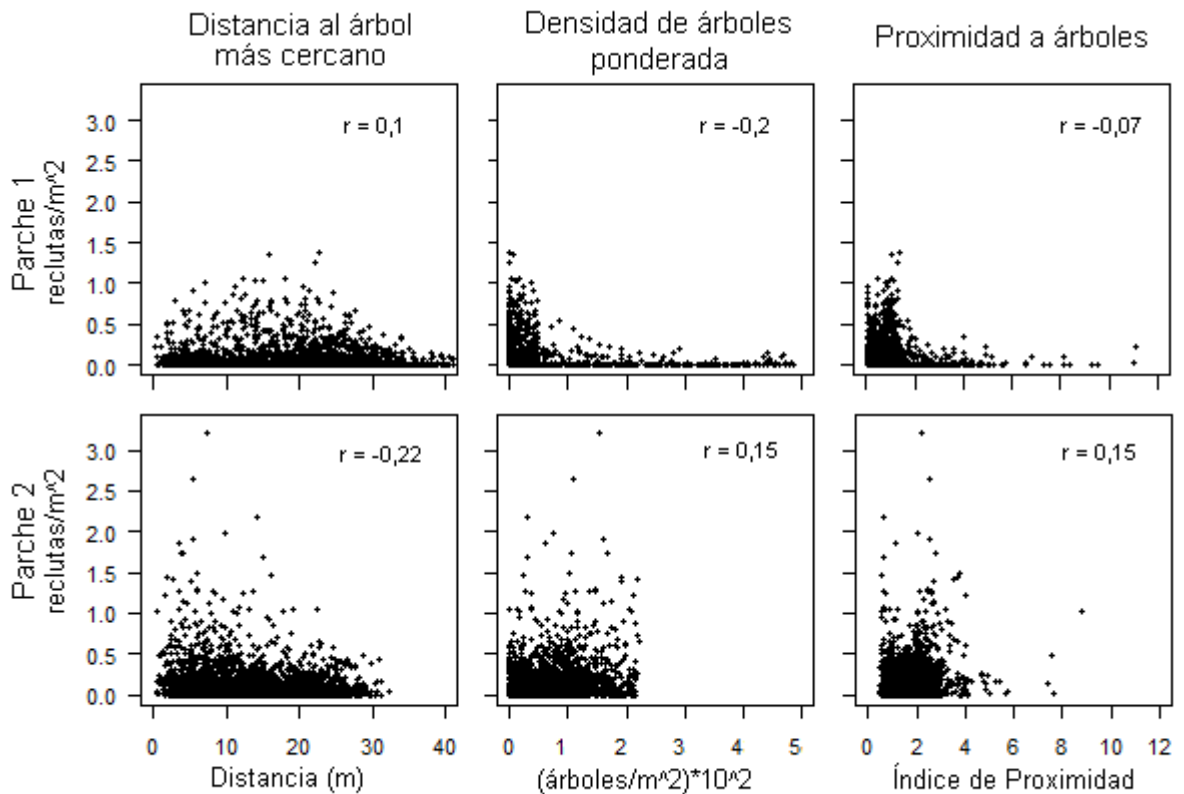 Distancia al árbol
más cercano
Densidad de árboles
ponderada
Proximidad a árboles
Parche 1
reclutas/m^2
3.0
2.5
2.0
1.5
1.0
0.5
0.0
r = 0,1
r = -0,2
r = -0,07
Parche 2
reclutas/m^2
3.0
2.5
2.0
1.5
1.0
0.5
0.0
r = -0,22
r = 0,15
r = 0,15
0 10 20 30 40
0 1 2 3 4 5
0 2 4 6 8 10 12
Distancia (m)
(árboles/m^2)*10^2
Índice de Proximidad